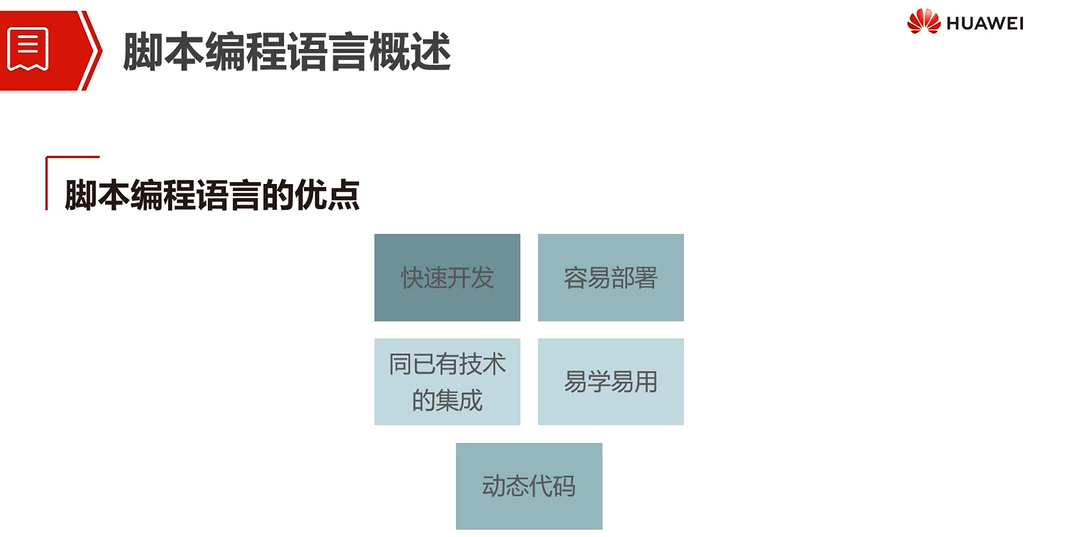 脚本编程语言概述
HUAWEI
脚本编程语言的优点
快速开发
容易部署
同已有技术
的集成
易学易用
动态代码